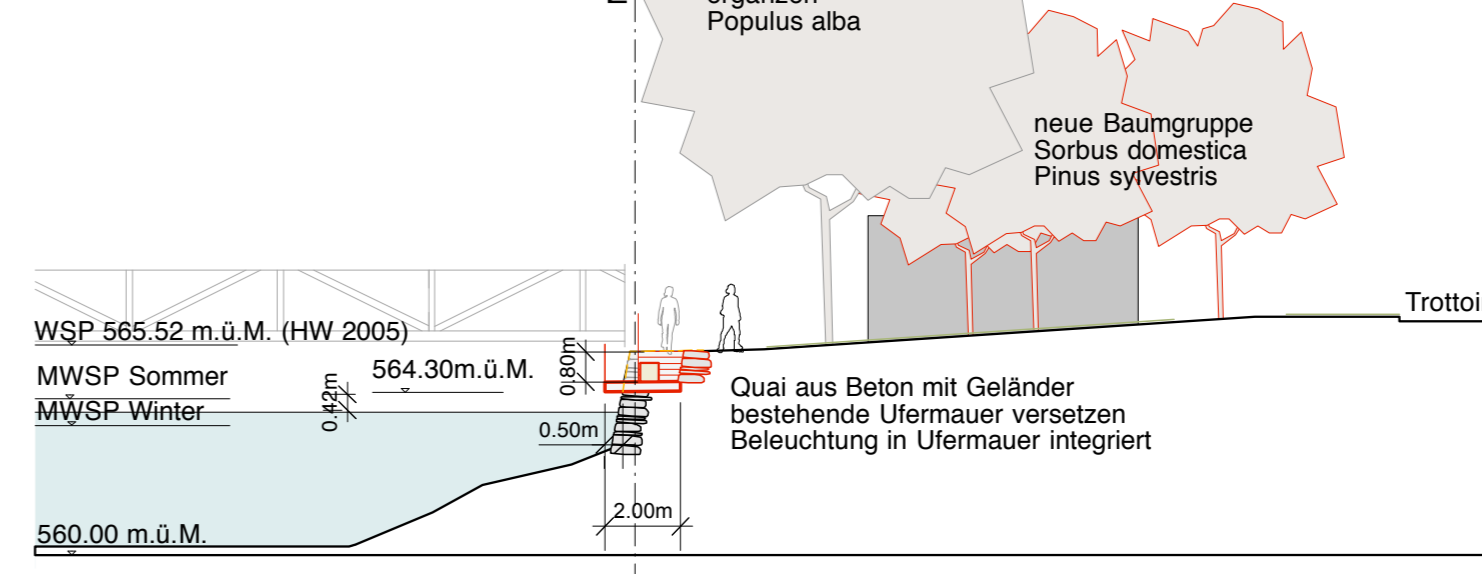 Populus alba
neue Baumgruppe
Sorbus domestica
Pinus sylvestris
Trottoi
WSP 565.52 m.ü.M. (HW 2005)
MWSP Sommer
564.30m.ü.M.
0.80m
MWSP Winter
0.42m
0.50m
Quai aus Beton mit Geländer
bestehende Ufermauer versetzen
Beleuchtung in Ufermauer integriert
2.00m
560.00 m.ü.M.